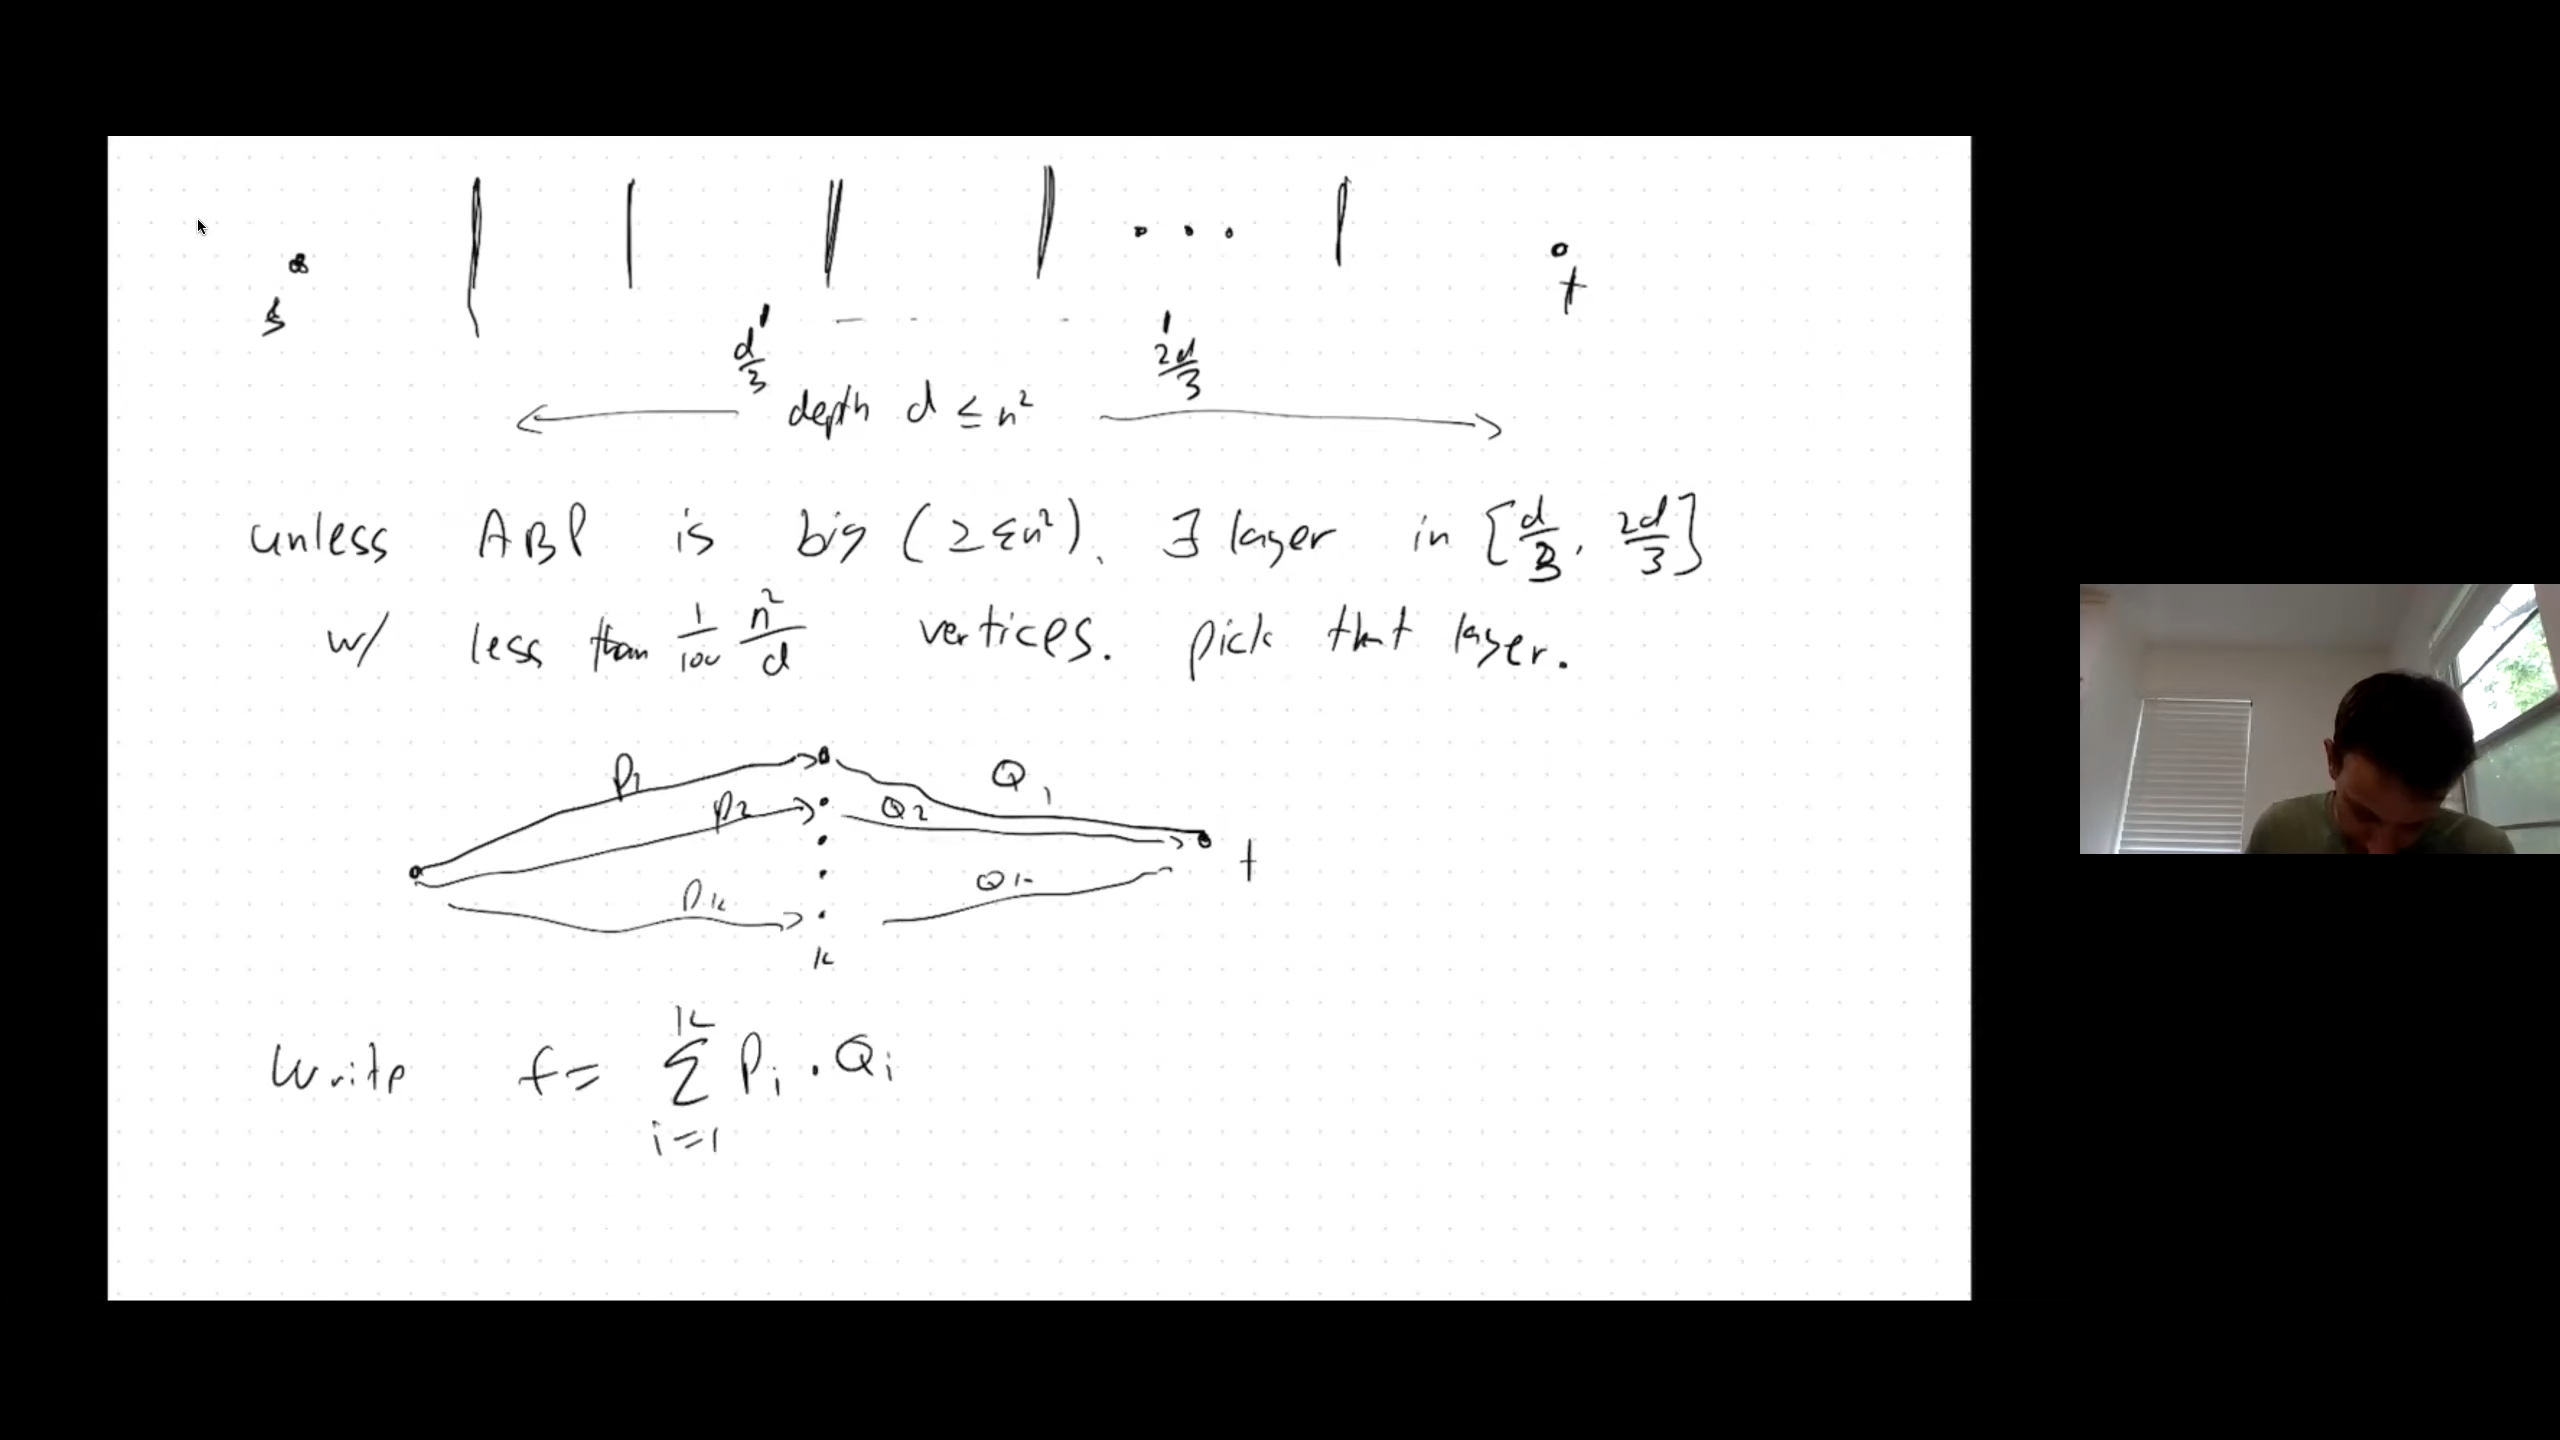 s
t
d/3 2d/3
depth d ≤ n²
unless ABP is big (≥ εn²), ∃ layer in [d/3, 2d/3]
w/ less than 1/100 n²/d vertices. pick that layer.
P₁ Q₁
P₂ Q₂
t
Pₖ Qₖ
k
Write f = ∑_{i=1}^{k} Pᵢ · Qᵢ